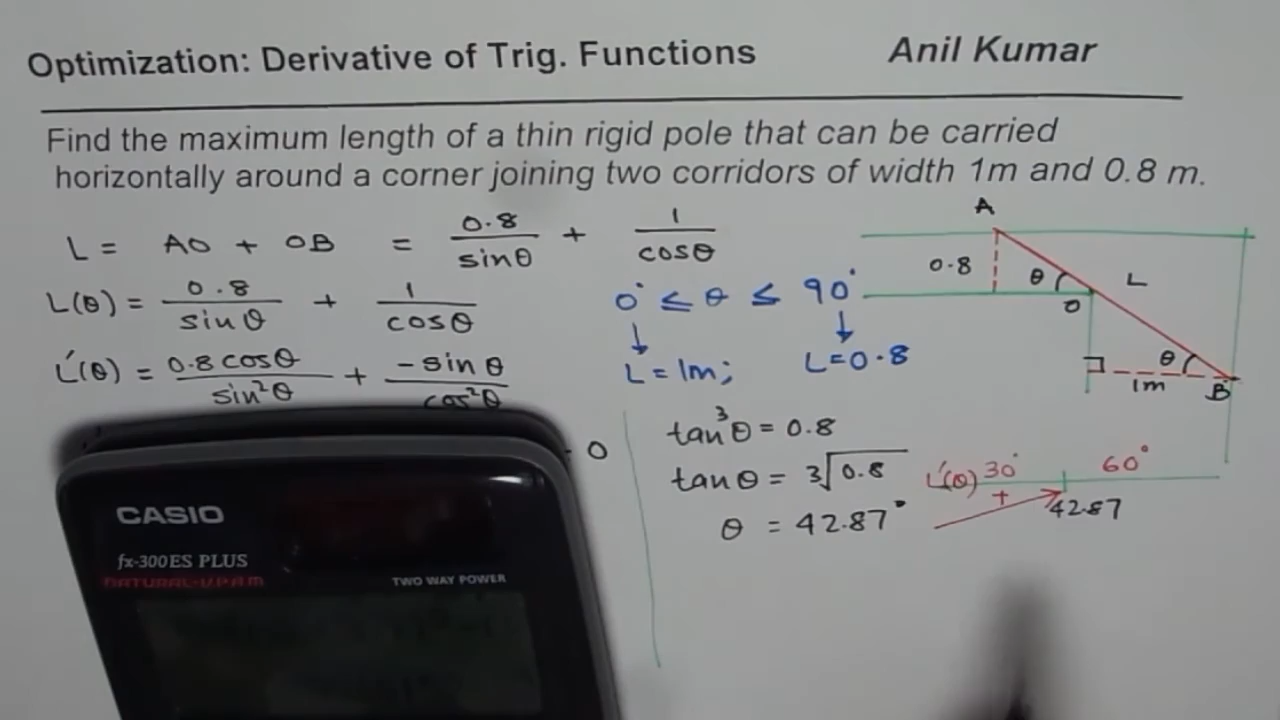 Optimization: Derivative of Trig. Functions Anil Kumar
Find the maximum length of a thin rigid pole that can be carried
horizontally around a corner joining two corridors of width 1m and 0.8 m.
L = AO + OB = 0.8/sinθ + 1/cosθ
L(θ) = 0.8/sinθ + 1/cosθ
L'(θ) = 0.8cosθ/sin²θ + -sinθ/cos²θ
0
0° ≤ θ ≤ 90°
↓ ↓
L = 1m; L = 0.8
tan³θ = 0.8
tanθ = ³√0.8
θ = 42.87°
A
0.8 θ L
O
θ
1m B
L'(θ) 30° 60°
+ 42.87
CASIO
fx-300ES PLUS
NATURAL-V.P.A.M. TWO WAY POWER